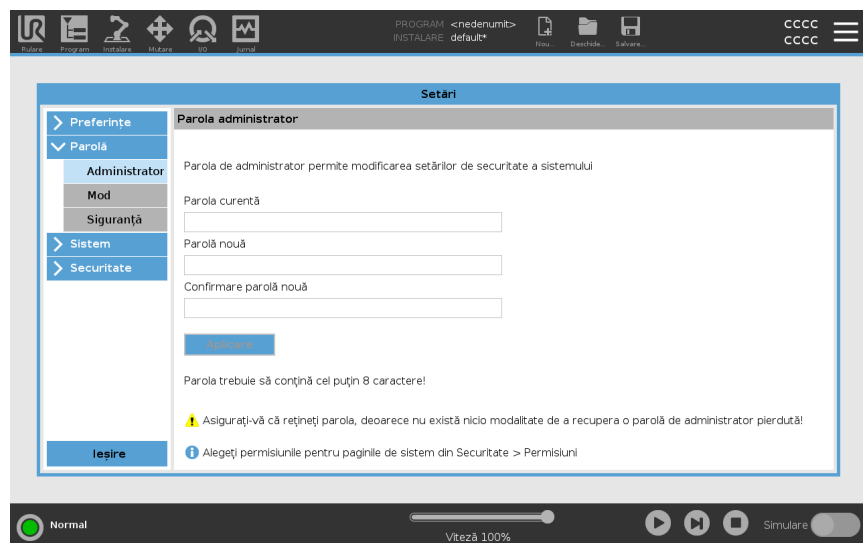 UR
PROGRAM <nedenumit>
INSTALARE default*
cccc
cccc
Rulare Program Instalare Mutare I/O Jurnal Nou... Deschide... Salvare...
Setări
Preferințe
Parolă
Administrator
Mod
Siguranță
Sistem
Securitate
Ieșire
Parola administrator
Parola de administrator permite modificarea setărilor de securitate a sistemului
Parola curentă
Parolă nouă
Confirmare parolă nouă
Aplicare
Parola trebuie să conțină cel puțin 8 caractere!
Asigurați-vă că rețineți parola, deoarece nu există nicio modalitate de a recupera o parolă de administrator pierdută!
Alegeți permisiunile pentru paginile de sistem din Securitate > Permisiuni
Normal
Viteză 100%
Simulare